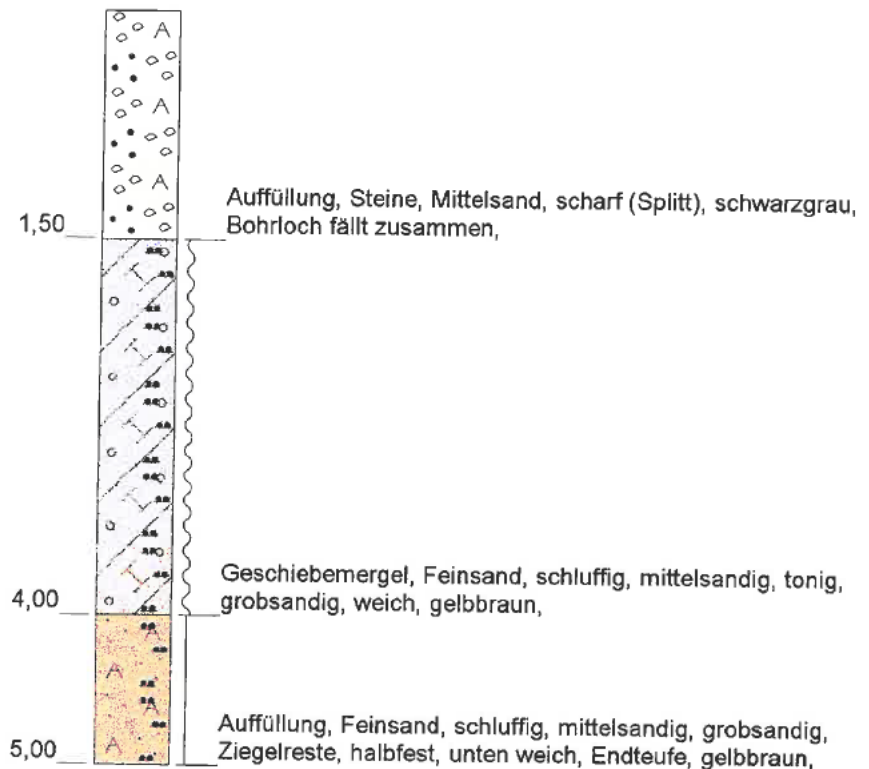 A
A
A
Auffüllung, Steine, Mittelsand, scharf (Splitt), schwarzgrau,
1,50
Bohrloch fällt zusammen,
Geschiebemergel, Feinsand, schluffig, mittelsandig, tonig,
4,00
grobsandig, weich, gelbbraun,
A
A
A
A
Auffüllung, Feinsand, schluffig, mittelsandig, grobsandig,
5,00
Ziegelreste, halbfest, unten weich, Endteufe, gelbbraun,